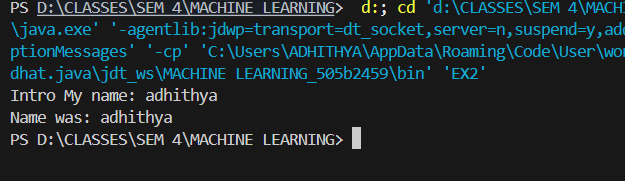 PS D:\CLASSES\SEM 4\MACHINE LEARNING>  d:; cd 'd:\CLASSES\SEM 4\MACH
\java.exe' '-agentlib:jdwp=transport=dt_socket,server=n,suspend=y,add
ptionMessages' '-cp' 'C:\Users\ADHITHYA\AppData\Roaming\Code\User\wor
dhat.java\jdt_ws\MACHINE LEARNING_505b2459\bin' 'EX2'
Intro My name: adhithya
Name was: adhithya
PS D:\CLASSES\SEM 4\MACHINE LEARNING>